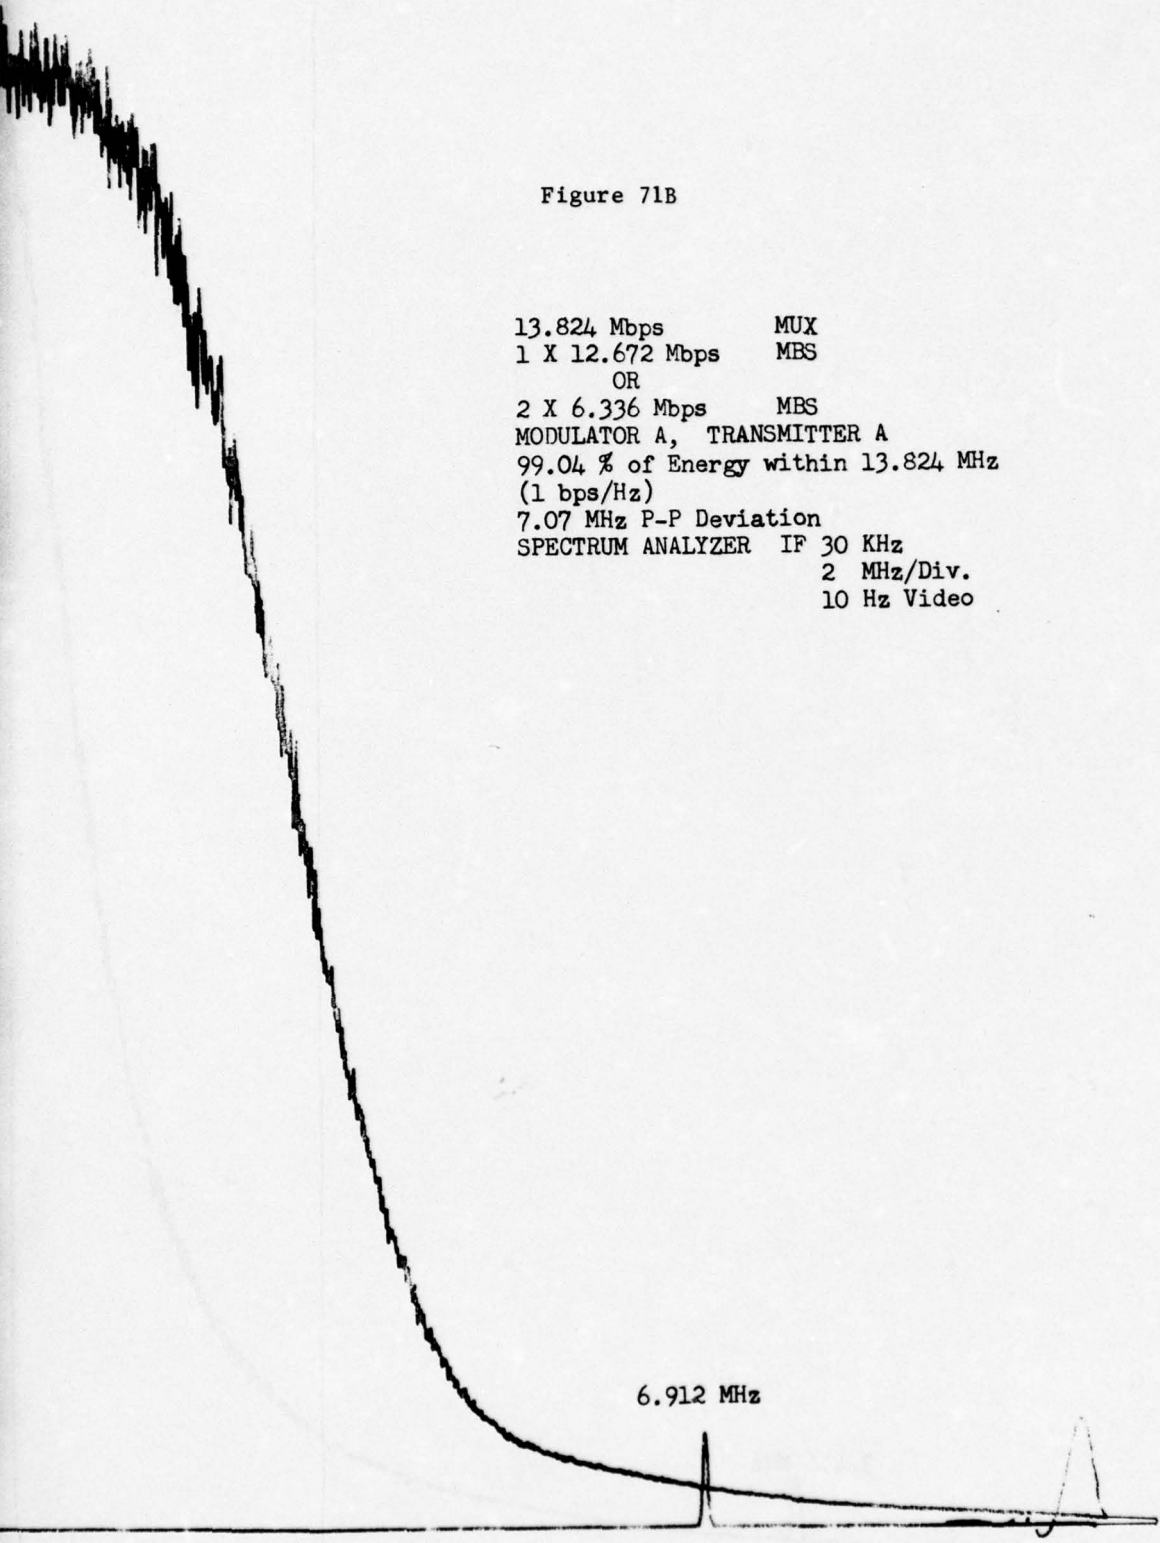 Figure 71B
13.824 Mbps MUX
1 X 12.672 Mbps MBS
OR
2 X 6.336 Mbps MBS
MODULATOR A, TRANSMITTER A
99.04 % of Energy within 13.824 MHz
(1 bps/Hz)
7.07 MHz P-P Deviation
SPECTRUM ANALYZER IF 30 KHz
2 MHz/Div.
10 Hz Video
6.912 MHz